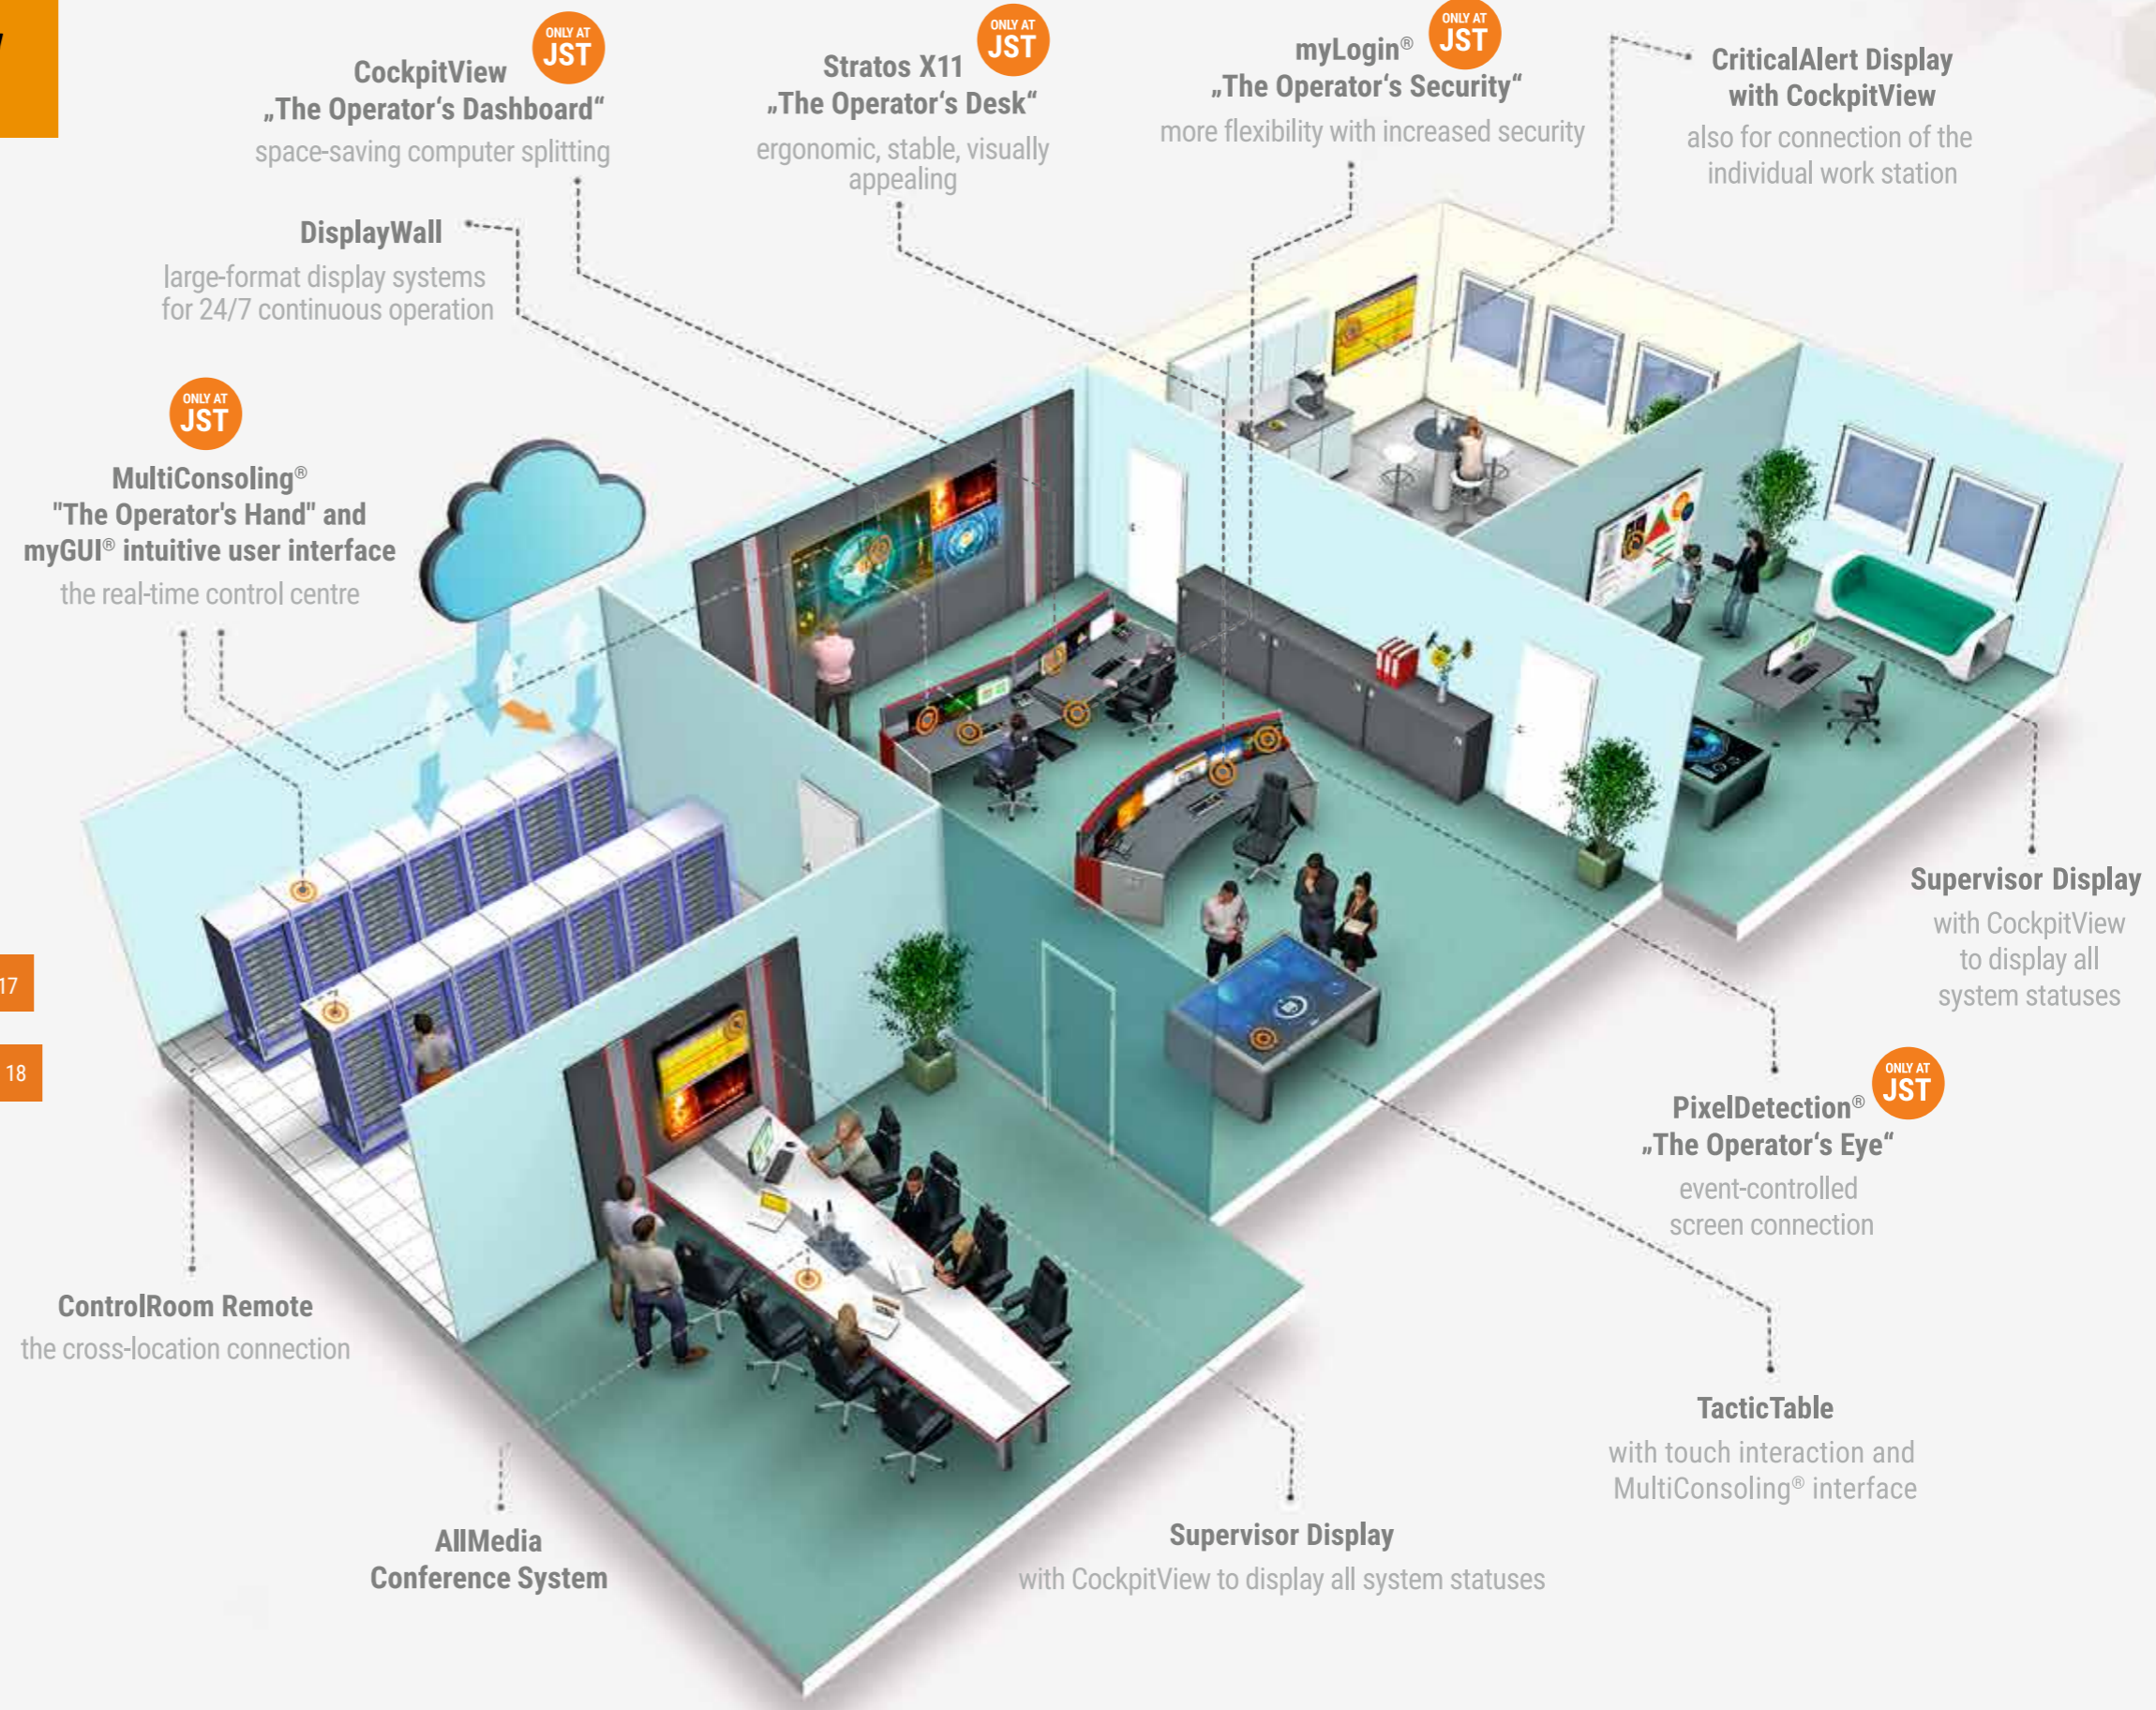 ONLY AT
JST
CockpitView
„The Operator‘s Dashboard“
space-saving computer splitting
ONLY AT
JST
Stratos X11
„The Operator‘s Desk“
ergonomic, stable, visually
appealing
ONLY AT
JST
myLogin®
„The Operator‘s Security“
more flexibility with increased security
CriticalAlert Display
with CockpitView
also for connection of the
individual work station
DisplayWall
large-format display systems
for 24/7 continuous operation
ONLY AT
JST
MultiConsoling®
"The Operator's Hand" and
myGUI® intuitive user interface
the real-time control centre
Supervisor Display
with CockpitView
to display all
system statuses
17
18
ONLY AT
JST
PixelDetection®
„The Operator‘s Eye“
event-controlled
screen connection
ControlRoom Remote
the cross-location connection
TacticTable
with touch interaction and
MultiConsoling® interface
AllMedia
Conference System
Supervisor Display
with CockpitView to display all system statuses